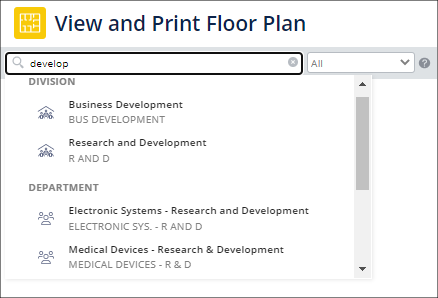 View and Print Floor Plan
develop
All
?
DIVISION
Business Development
BUS DEVELOPMENT
Research and Development
R AND D
DEPARTMENT
Electronic Systems - Research and Development
ELECTRONIC SYS. - R AND D
Medical Devices - Research & Development
MEDICAL DEVICES - R & D